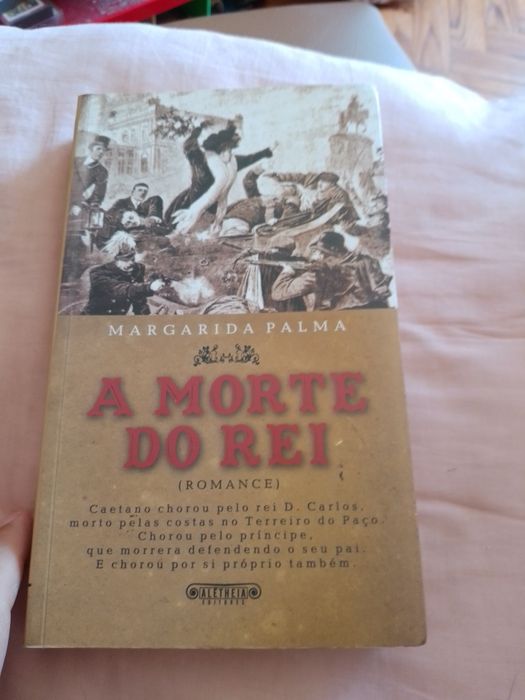 MARGARIDA PALMA
A MORTE
DO REI
(ROMANCE)
Caetano chorou pelo rei D. Carlos,
morto pelas costas no Terreiro do Paço.
Chorou pelo príncipe,
que morrera defendendo o seu pai.
E chorou por si próprio também.
ALÊTHEIA
EDITORES